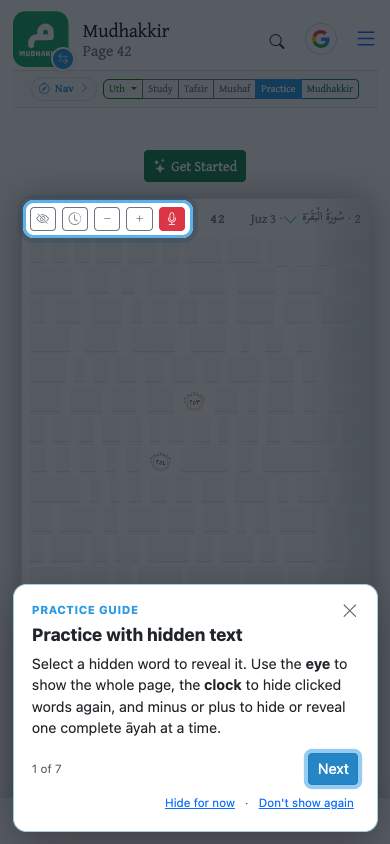 MUDHAKKIR
Mudhakkir
Page 42
Nav
Uth
Study
Tafsir
Mushaf
Practice
Mudhakkir
Get Started
42
Juz 3
سُورَةُ الْبَقَرَة · 2
٢٥٣
PRACTICE GUIDE
Practice with hidden text
Select a hidden word to reveal it. Use the eye to
show the whole page, the clock to hide clicked
words again, and minus or plus to hide or reveal
one complete āyah at a time.
1 of 7
Next
Hide for now · Don't show again